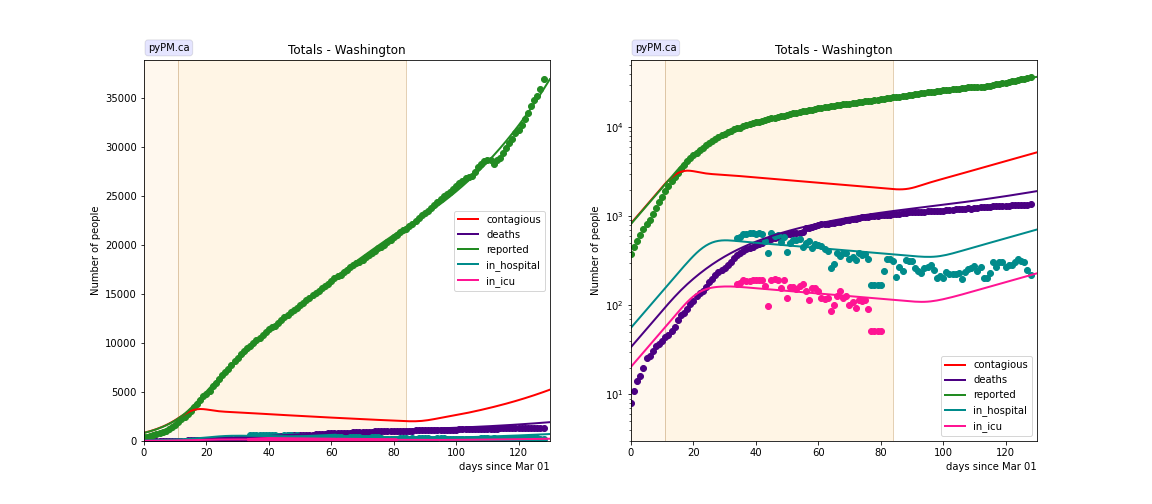 pyPM.ca
Totals - Washington
Number of people
35000
30000
25000
20000
15000
10000
5000
0
0 20 40 60 80 100 120
days since Mar 01
contagious
deaths
reported
in_hospital
in_icu
pyPM.ca
Totals - Washington
Number of people
10^4
10^3
10^2
10^1
0 20 40 60 80 100 120
days since Mar 01
contagious
deaths
reported
in_hospital
in_icu